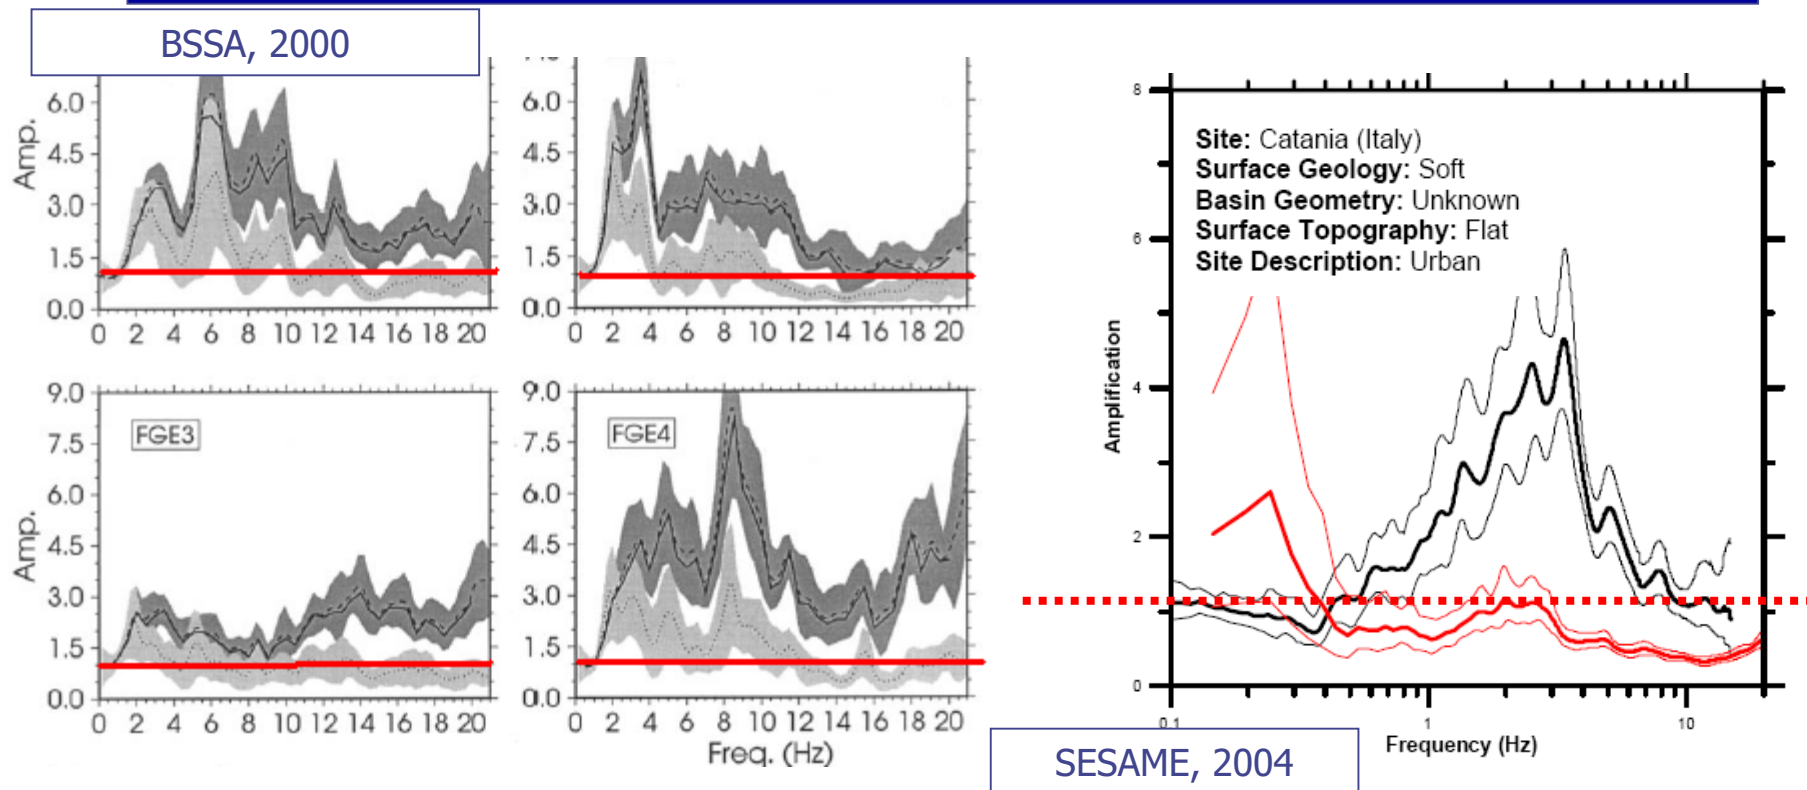 BSSA, 2000
6.0
4.5
3.0
1.5
0.0
Amp.
0 2 4 6 8 10 12 14 16 18 20
6.0
4.5
3.0
1.5
0.0
0 2 4 6 8 10 12 14 16 18 20
9.0
7.5
6.0
4.5
3.0
1.5
0.0
Amp.
FGE3
0 2 4 6 8 10 12 14 16 18 20
9.0
7.5
6.0
4.5
3.0
1.5
0.0
FGE4
0 2 4 6 8 10 12 14 16 18 20
Freq. (Hz)
8
6
4
2
0
Amplification
Site: Catania (Italy)
Surface Geology: Soft
Basin Geometry: Unknown
Surface Topography: Flat
Site Description: Urban
0.1 1 10
Frequency (Hz)
SESAME, 2004